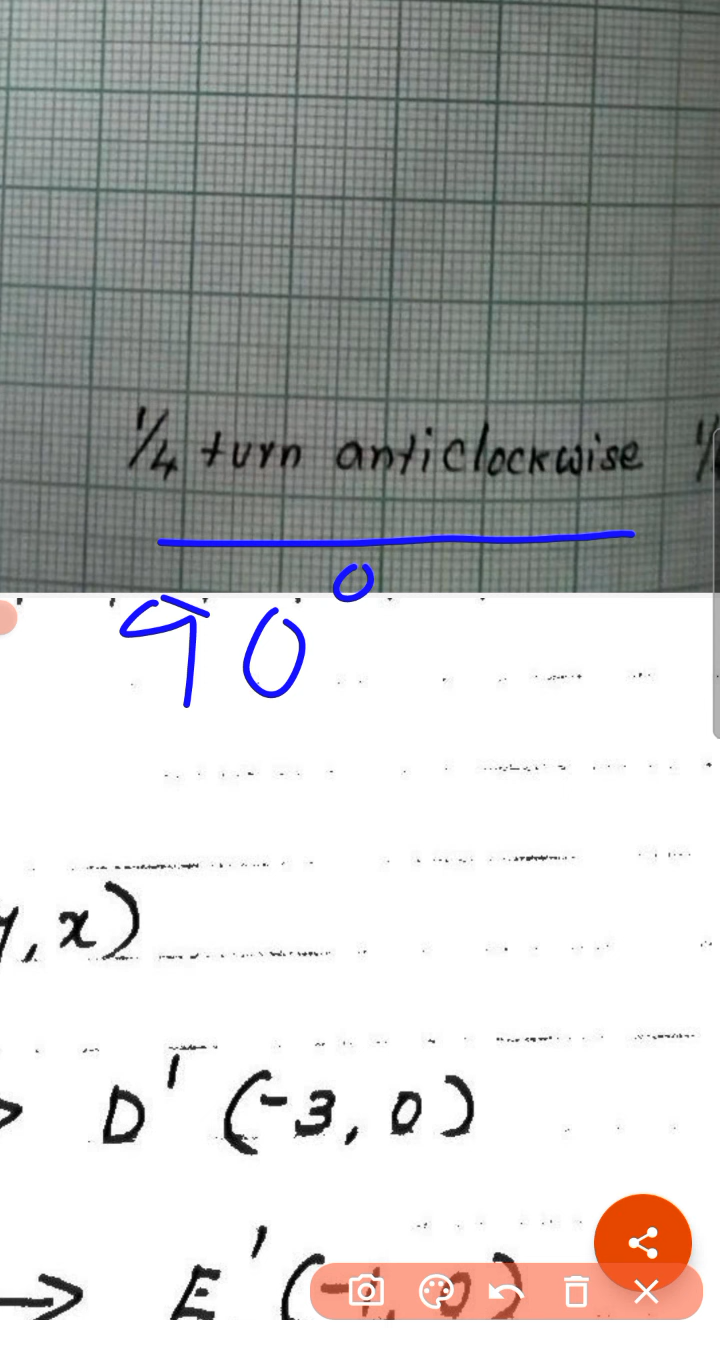 ¼ turn anticlockwise
90°
, x)
> D' (-3, 0)
→ E' (-